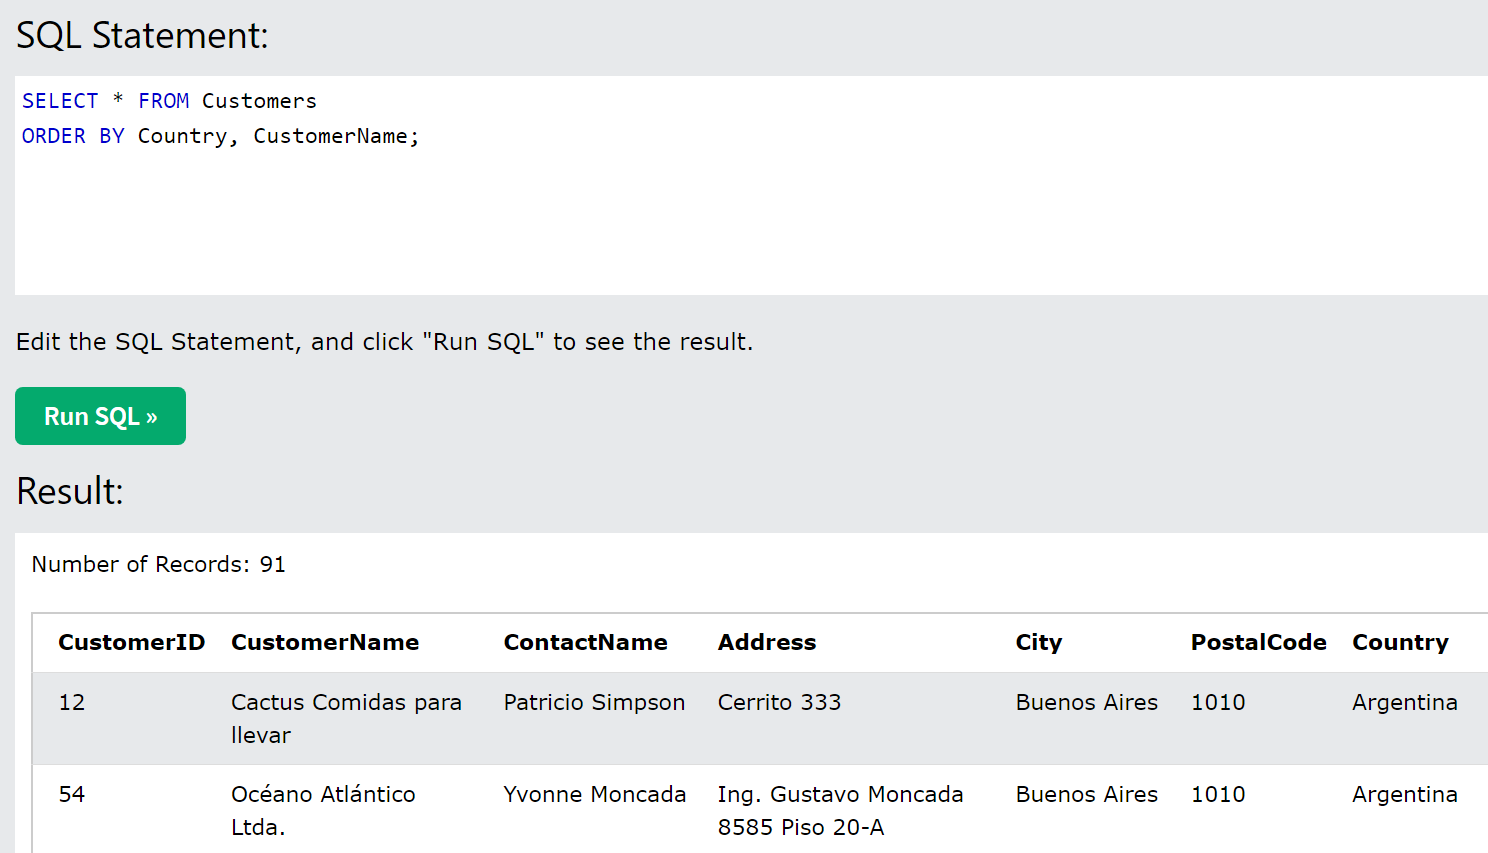 SQL Statement:
SELECT * FROM Customers
ORDER BY Country, CustomerName;
Edit the SQL Statement, and click "Run SQL" to see the result.
Run SQL »
Result:
Number of Records: 91
CustomerID CustomerName ContactName Address City PostalCode Country
12 Cactus Comidas para Patricio Simpson Cerrito 333 Buenos Aires 1010 Argentina
llevar
54 Océano Atlántico Yvonne Moncada Ing. Gustavo Moncada Buenos Aires 1010 Argentina
Ltda. 8585 Piso 20-A